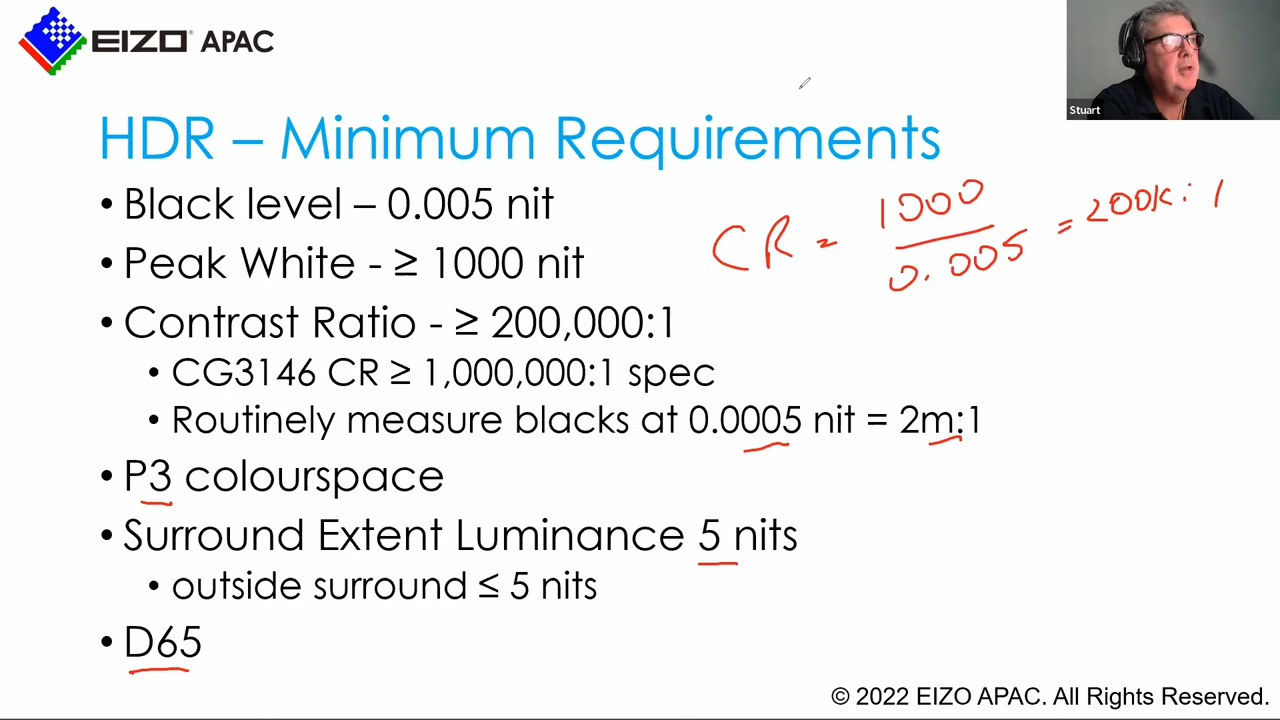 EIZO APAC
Stuart
HDR – Minimum Requirements
• Black level – 0.005 nit
• Peak White - ≥ 1000 nit
CR = 1000
0.005
= 200K : 1
• Contrast Ratio - ≥ 200,000:1
• CG3146 CR ≥ 1,000,000:1 spec
• Routinely measure blacks at 0.0005 nit = 2m:1
• P3 colourspace
• Surround Extent Luminance 5 nits
• outside surround ≤ 5 nits
• D65
© 2022 EIZO APAC. All Rights Reserved.